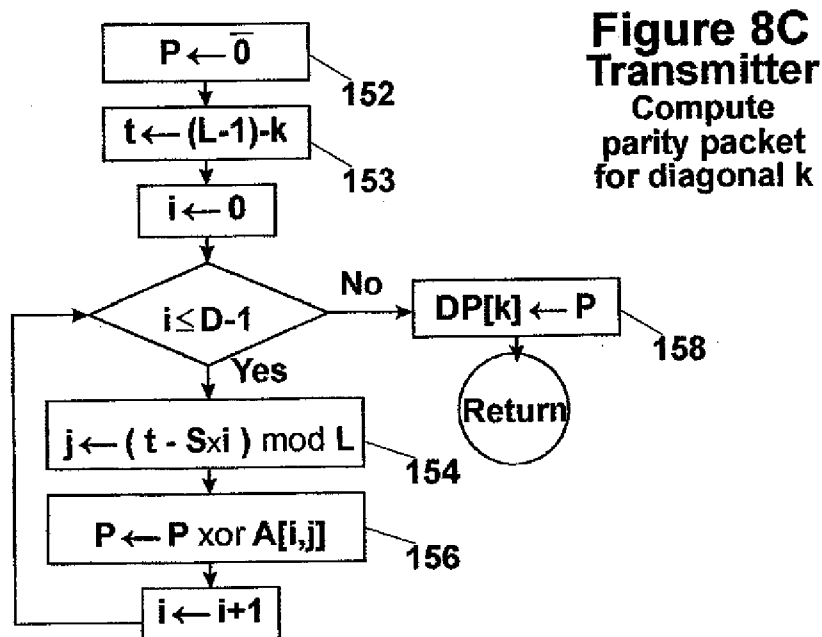 Figure 8C
Transmitter
Compute
parity packet
for diagonal k
P ← 0̅
152
t ← (L-1)-k
153
i ← 0
i ≤ D-1
No
DP[k] ← P
158
Return
Yes
j ← ( t - S x i ) mod L
154
P ← P xor A[i,j]
156
i ← i+1